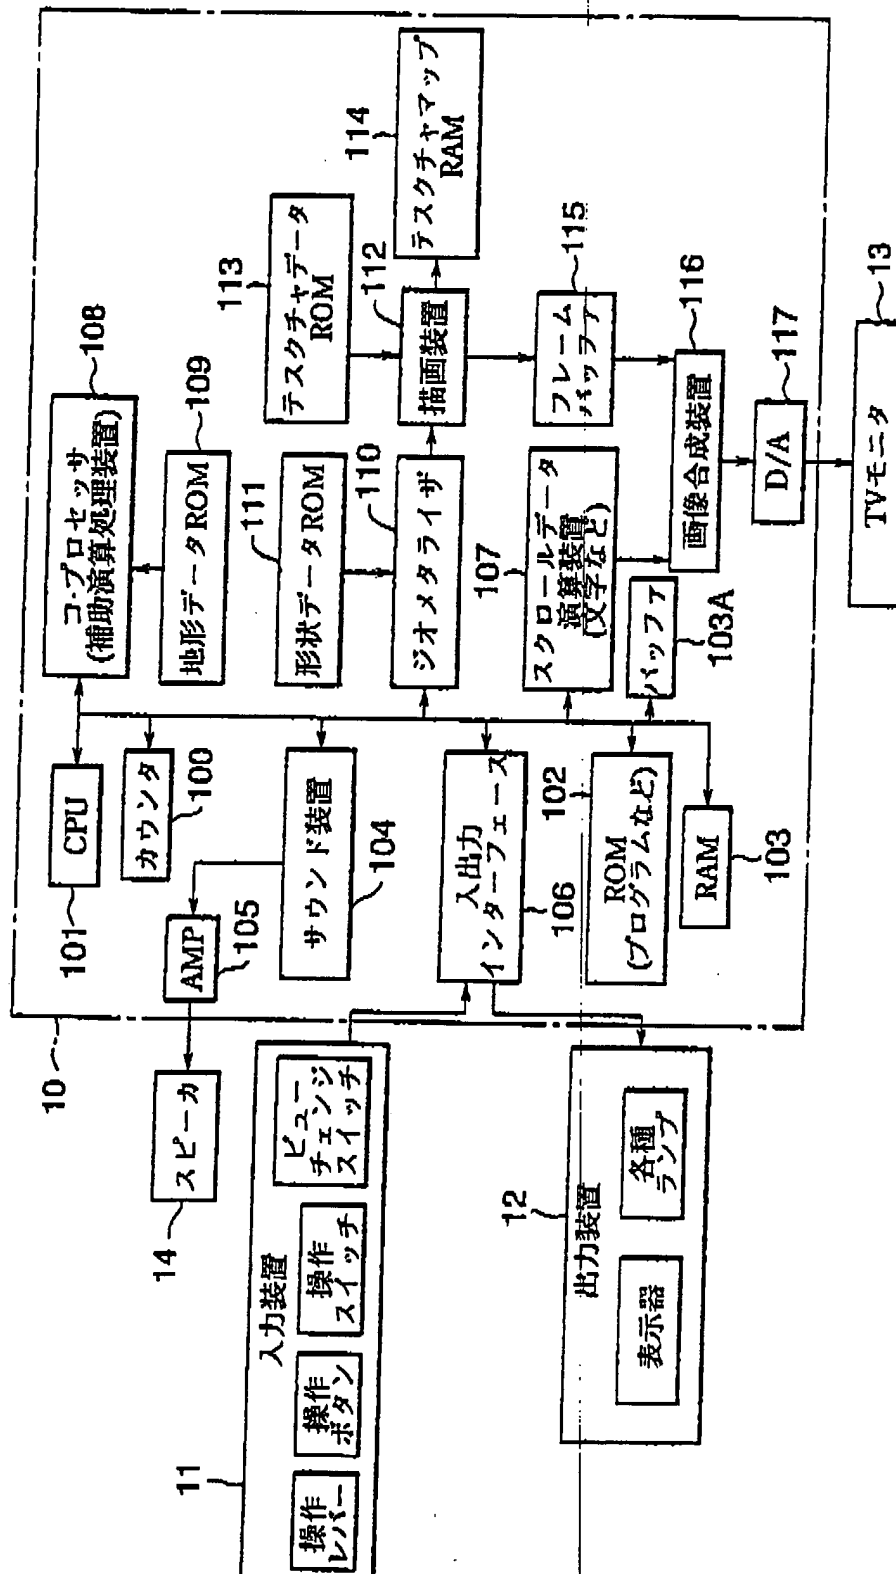 10
14
スピーカ
AMP
105
101
CPU
カウンタ
100
サウンド装置
104
コ・プロセッサ
(補助演算処理装置)
108
地形データROM
109
111
形状データROM
ジオメタライザ
110
113
テスクチャデータ
ROM
描画装置
112
114
テスクチャマップ
RAM
11
入力装置
操作
レバー
操作
ボタン
操作
スイッチ
ビュー
チェンジ
スイッチ
入出力
インターフェース
106
107
スクロールデータ
演算装置
(文字など)
フレーム
バッファ
115
102
ROM
(プログラムなど)
バッファ
103A
RAM
103
画像合成装置
116
D/A
117
TVモニタ
13
12
出力装置
表示器
各種
ランプ